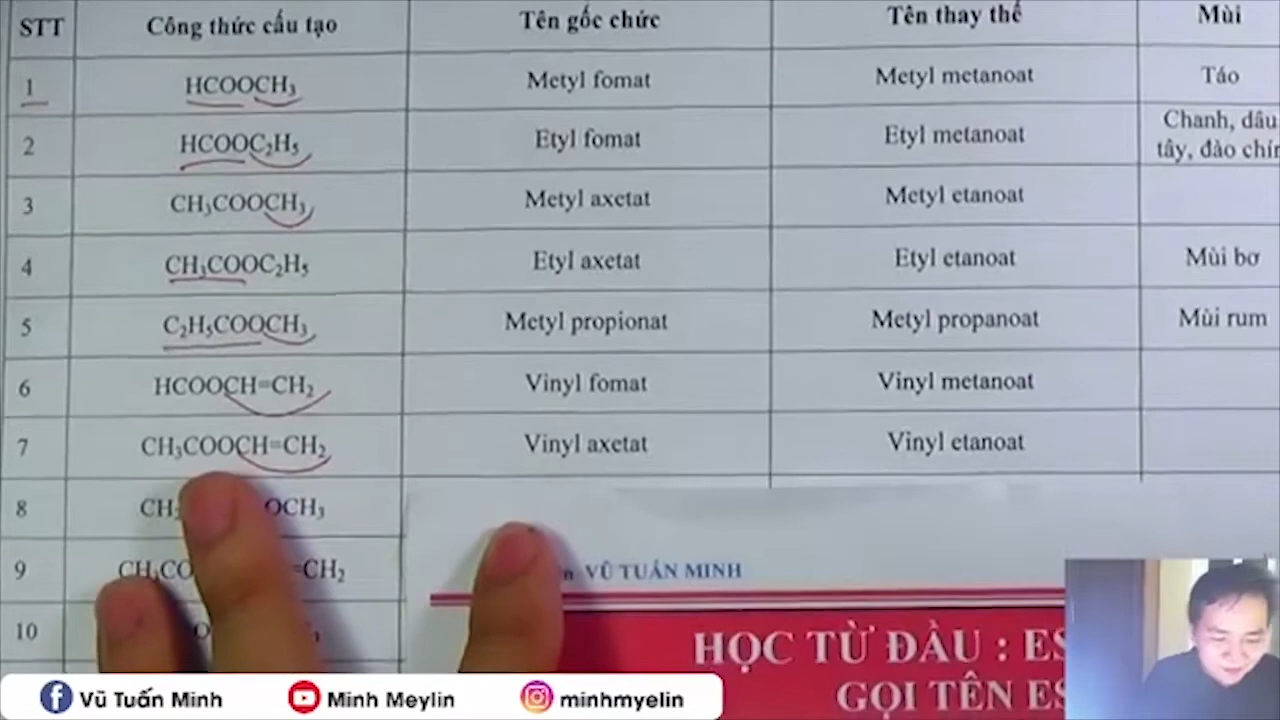 STT Công thức cấu tạo Tên gốc chức Tên thay thế Mùi
1 HCOOCH₃ Metyl fomat Metyl metanoat Táo
2 HCOOC₂H₅ Etyl fomat Etyl metanoat Chanh, dâu
tây, đào
3 CH₃COOCH₃ Metyl axetat Metyl etanoat
4 CH₃COOC₂H₅ Etyl axetat Etyl etanoat Mùi bơ
5 C₂H₅COOCH₃ Metyl propionat Metyl propanoat Mùi rum
6 HCOOCH=CH₂ Vinyl fomat Vinyl metanoat
7 CH₃COOCH=CH₂ Vinyl axetat Vinyl etanoat
8 OCH₃
9 =CH₂
VŨ TUẤN MINH
10
HỌC TỪ ĐẦU :
GỌI TÊN
Vũ Tuấn Minh Minh Meylin minhmyelin